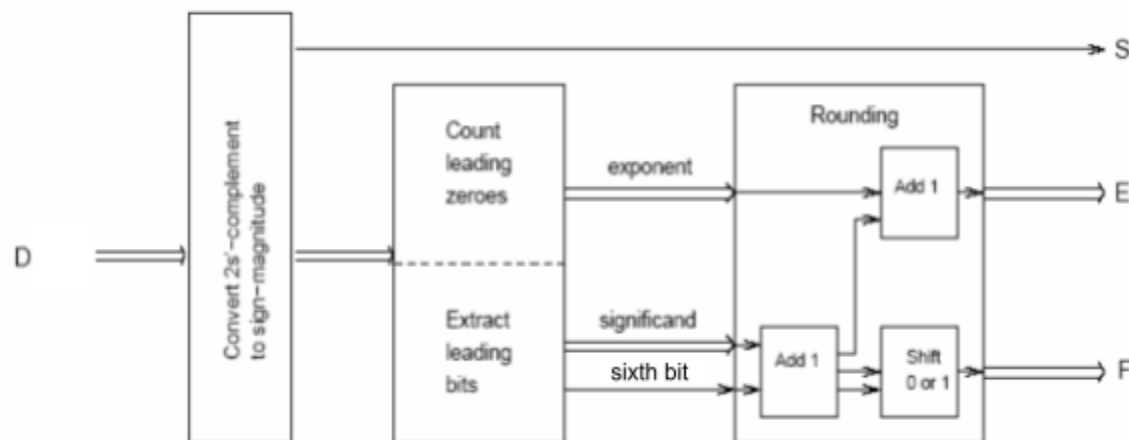 D
Convert 2s'-complement
to sign-magnitude
Count
leading
zeroes
Extract
leading
bits
exponent
significand
sixth bit
Rounding
Add 1
Add 1
Shift
0 or 1
S
E
F